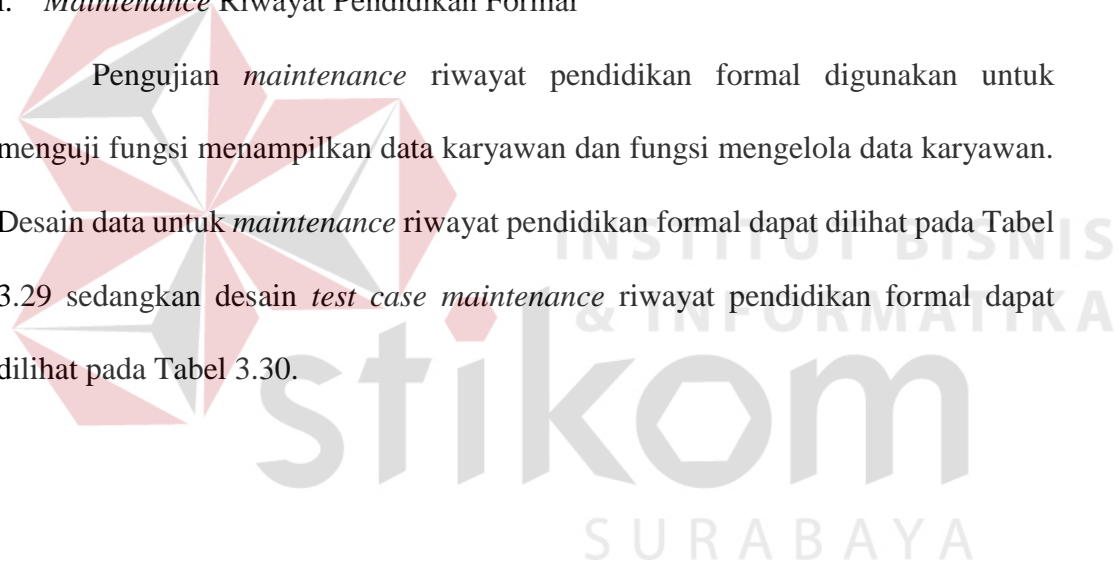 Maintenance Riwayat Pendidikan Formal
Pengujian maintenance riwayat pendidikan formal digunakan untuk
menguji fungsi menampilkan data karyawan dan fungsi mengelola data karyawan.
Desain data untuk maintenance riwayat pendidikan formal dapat dilihat pada Tabel
3.29 sedangkan desain test case maintenance riwayat pendidikan formal dapat
dilihat pada Tabel 3.30.
INSTITUT BISNIS
& INFORMATIKA
stikom
SURABAYA